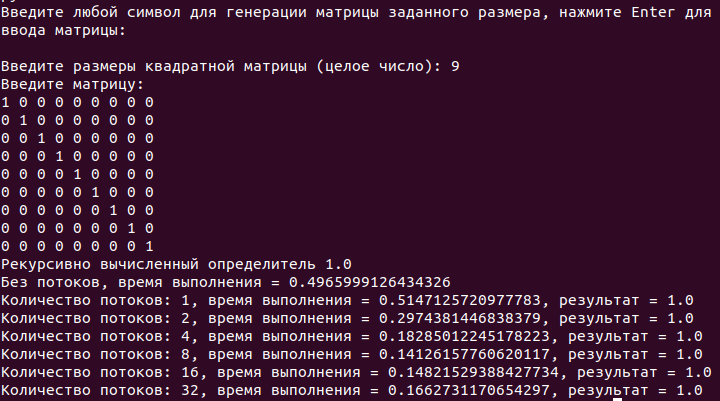 Введите любой символ для генерации матрицы заданного размера, нажмите Enter для
ввода матрицы:
Введите размеры квадратной матрицы (целое число): 9
Введите матрицу:
1 0 0 0 0 0 0 0 0
0 1 0 0 0 0 0 0 0
0 0 1 0 0 0 0 0 0
0 0 0 1 0 0 0 0 0
0 0 0 0 1 0 0 0 0
0 0 0 0 0 1 0 0 0
0 0 0 0 0 0 1 0 0
0 0 0 0 0 0 0 1 0
0 0 0 0 0 0 0 0 1
Рекурсивно вычисленный определитель 1.0
Без потоков, время выполнения = 0.4965999126434326
Количество потоков: 1, время выполнения = 0.5147125720977783, результат = 1.0
Количество потоков: 2, время выполнения = 0.2974381446838379, результат = 1.0
Количество потоков: 4, время выполнения = 0.18285012245178223, результат = 1.0
Количество потоков: 8, время выполнения = 0.14126157760620117, результат = 1.0
Количество потоков: 16, время выполнения = 0.14821529388427734, результат = 1.0
Количество потоков: 32, время выполнения = 0.1662731170654297, результат = 1.0